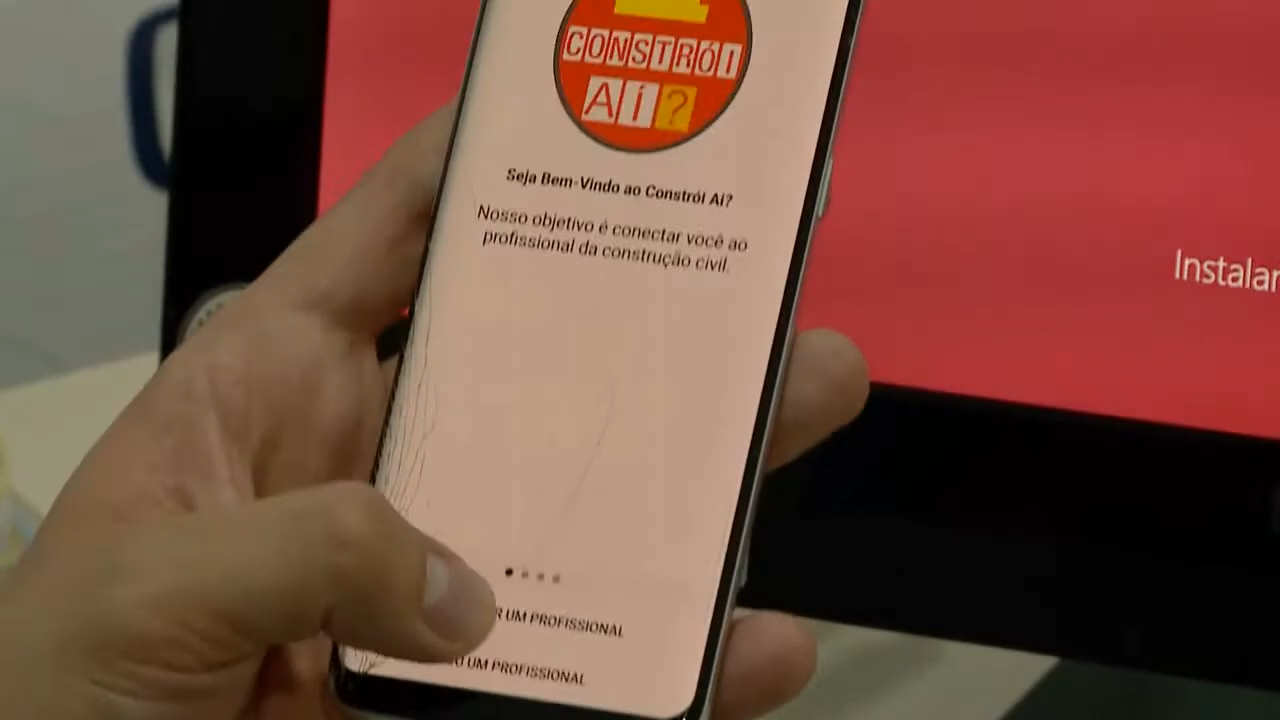 CONSTRÓI
AÍ?
Seja Bem-Vindo ao Constrói Aí?
Nosso objetivo é conectar você ao
profissional da construção civil.
Instalar
UM PROFISSIONAL
UM PROFISSIONAL